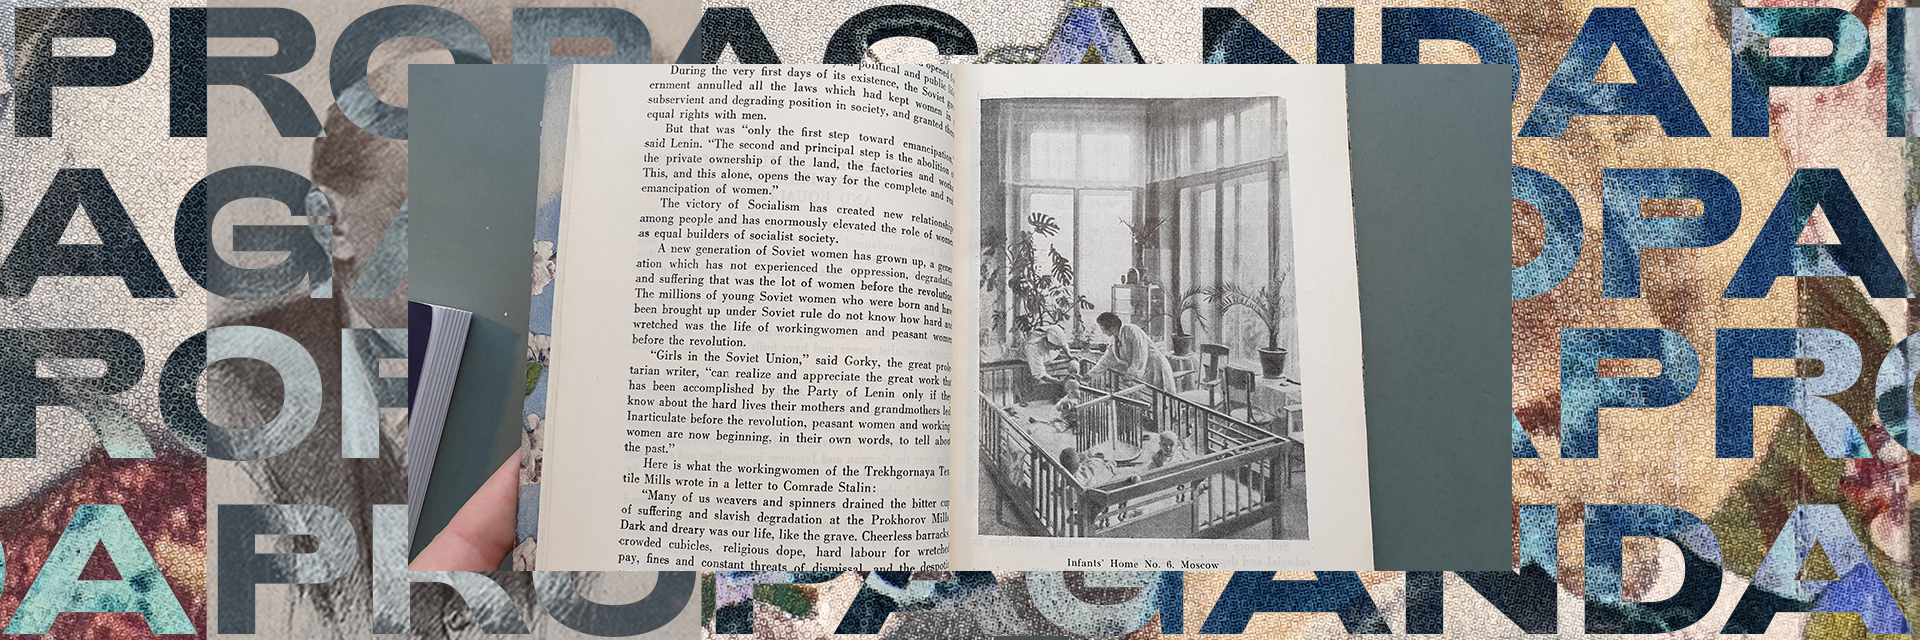 PROPAGANDAP
political and public
During the very first days of its existence, the Soviet
ernment annulled all the laws which had kept women in
subservient and degrading position in society, and granted
equal rights with men.
But that was “only the first step toward emancipation,”
said Lenin. “The second and principal step is the abolition
the private ownership of the land, the factories and
This, and this alone, opens the way for the complete and
emancipation of women.”
The victory of Socialism has created new
among people and has enormously elevated the role of
as equal builders of socialist society.
A new generation of Soviet women has grown up, a
ation which has not experienced the oppression,
and suffering that was the lot of women before the
The millions of young Soviet women who were born and
been brought up under Soviet rule do not know how hard
wretched was the life of workingwomen and peasant
before the revolution.
“Girls in the Soviet Union,” said Gorky, the great
tarian writer, “can realize and appreciate the great work
has been accomplished by the Party of Lenin only if
know about the hard lives their mothers and grandmothers
Inarticulate before the revolution, peasant women and working
women are now beginning, in their own words, to tell
the past.”
Here is what the workingwomen of the Trekhgornaya
tile Mills wrote in a letter to Comrade Stalin:
“Many of us weavers and spinners drained the bitter
of suffering and slavish degradation at the Prokhorov
Dark and dreary was our life, like the grave. Cheerless
crowded cubicles, religious dope, hard labour for
pay, fines and constant threats of dismissal, and the
Infants’ Home No. 6, Moscow
PAG
OPA
ROP
APRO
DAPROPAGANDA